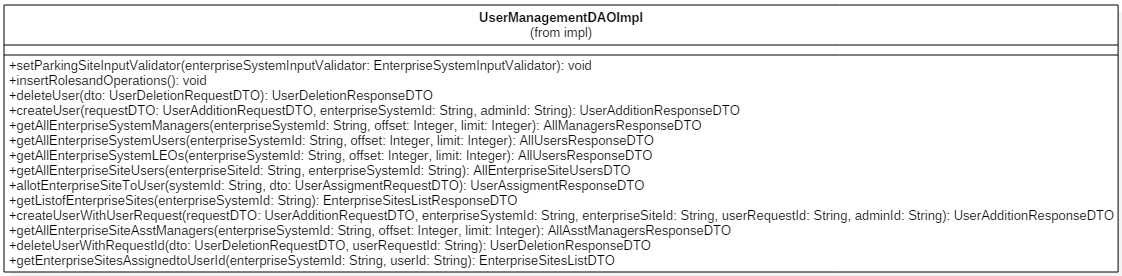 UserManagementDAOImpl
(from impl)
+setParkingSiteInputValidator(enterpriseSystemInputValidator: EnterpriseSystemInputValidator): void
+insertRolesandOperations(): void
+deleteUser(dto: UserDeletionRequestDTO): UserDeletionResponseDTO
+createUser(requestDTO: UserAdditionRequestDTO, enterpriseSystemId: String, adminId: String): UserAdditionResponseDTO
+getAllEnterpriseSystemManagers(enterpriseSystemId: String, offset: Integer, limit: Integer): AllManagersResponseDTO
+getAllEnterpriseSystemUsers(enterpriseSystemId: String, offset: Integer, limit: Integer): AllUsersResponseDTO
+getAllEnterpriseSystemLEOs(enterpriseSystemId: String, offset: Integer, limit: Integer): AllUsersResponseDTO
+getAllEnterpriseSiteUsers(enterpriseSiteId: String, enterpriseSystemId: String): AllEnterpriseSiteUsersDTO
+allotEnterpriseSiteToUser(systemId: String, dto: UserAssigmentRequestDTO): UserAssigmentResponseDTO
+getListofEnterpriseSites(enterpriseSystemId: String): EnterpriseSitesListResponseDTO
+createUserWithUserRequest(requestDTO: UserAdditionRequestDTO, enterpriseSystemId: String, enterpriseSiteId: String, userRequestId: String, adminId: String): UserAdditionResponseDTO
+getAllEnterpriseSiteAsstManagers(enterpriseSystemId: String, offset: Integer, limit: Integer): AllAsstManagersResponseDTO
+deleteUserWithRequestId(dto: UserDeletionRequestDTO, userRequestId: String): UserDeletionResponseDTO
+getEnterpriseSitesAssignedtoUserId(enterpriseSystemId: String, userId: String): EnterpriseSitesListDTO